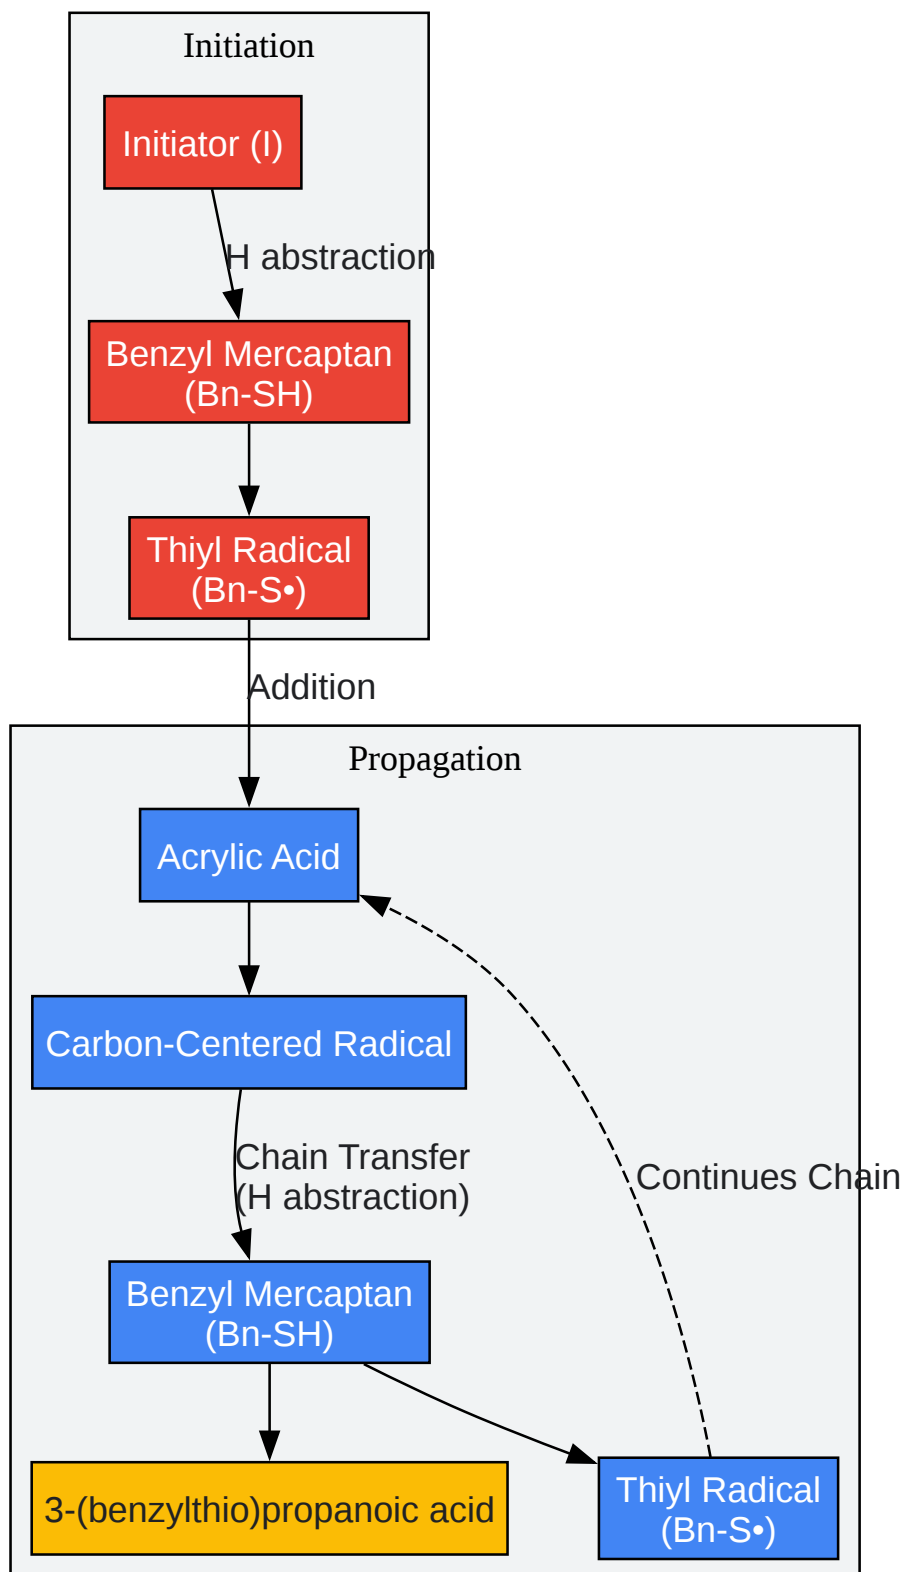 Initiation
Initiator (I)
H abstraction
Benzyl Mercaptan
(Bn-SH)
Thiyl Radical
(Bn-S•)
Addition
Propagation
Acrylic Acid
Carbon-Centered Radical
Chain Transfer
(H abstraction)
Continues Chain
Benzyl Mercaptan
(Bn-SH)
3-(benzylthio)propanoic acid
Thiyl Radical
(Bn-S•)